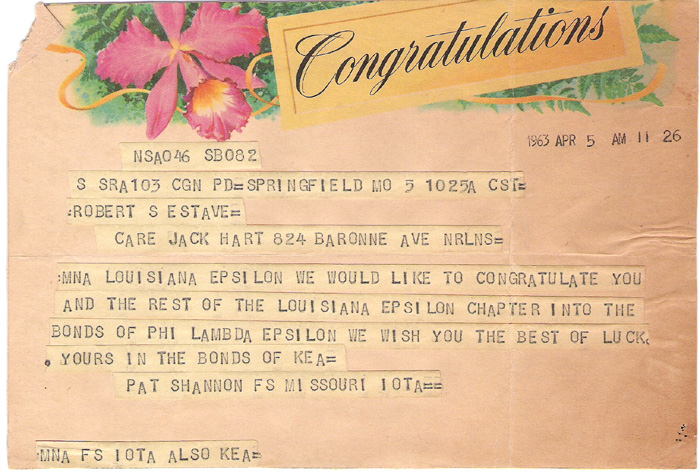 Congratulations
1963 APR 5 AM 11 26
NSA046 SB082
S SRA103 CGN PD=SPRINGFIELD MO 5 1025A CST=
:ROBERT S ESTAVE=
CARE JACK HART 824 BARONNE AVE NRLNS=
:MNA LOUISIANA EPSILON WE WOULD LIKE TO CONGRATULATE YOU
AND THE REST OF THE LOUISIANA EPSILON CHAPTER INTO THE
BONDS OF PHI LAMBDA EPSILON WE WISH YOU THE BEST OF LUCK.
. YOURS IN THE BONDS OF KEA=
PAT SHANNON FS MISSOURI IOTA==
:MNA FS IOTA ALSO KEA=